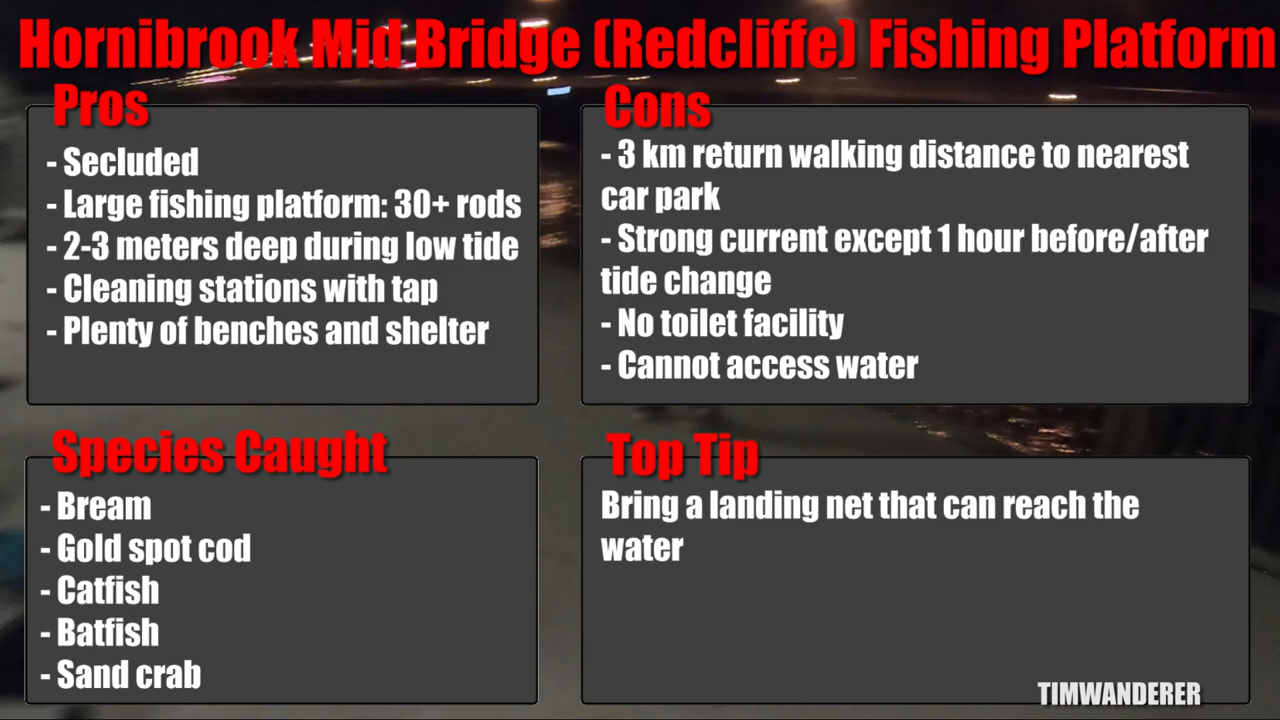 Hornibrook Mid Bridge (Redcliffe) Fishing Platform
Pros
- Secluded
- Large fishing platform: 30+ rods
- 2-3 meters deep during low tide
- Cleaning stations with tap
- Plenty of benches and shelter
Cons
- 3 km return walking distance to nearest
car park
- Strong current except 1 hour before/after
tide change
- No toilet facility
- Cannot access water
Species Caught
- Bream
- Gold spot cod
- Catfish
- Batfish
- Sand crab
Top Tip
Bring a landing net that can reach the
water
TIMWANDERER